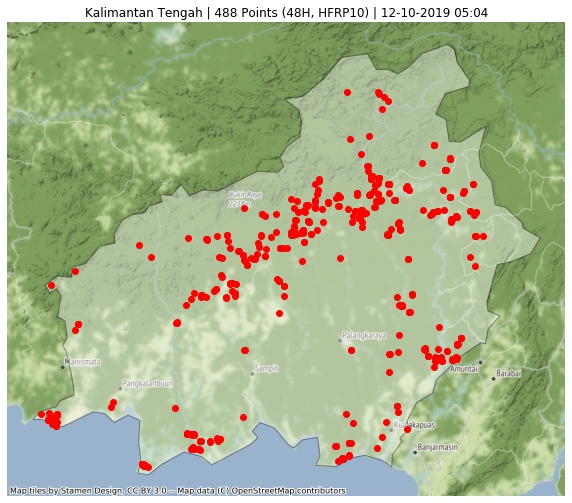 Kalimantan Tengah | 488 Points (48H, HFRP10) | 12-10-2019 05:04
Bukit Raya
Palangkaraya
Manismata
Sampit
Amuntai
Barabai
Pangkalanbuun
Kualakapuas
Banjarmasin
Map tiles by Stamen Design, CC BY 3.0 -- Map data (C) OpenStreetMap contributors